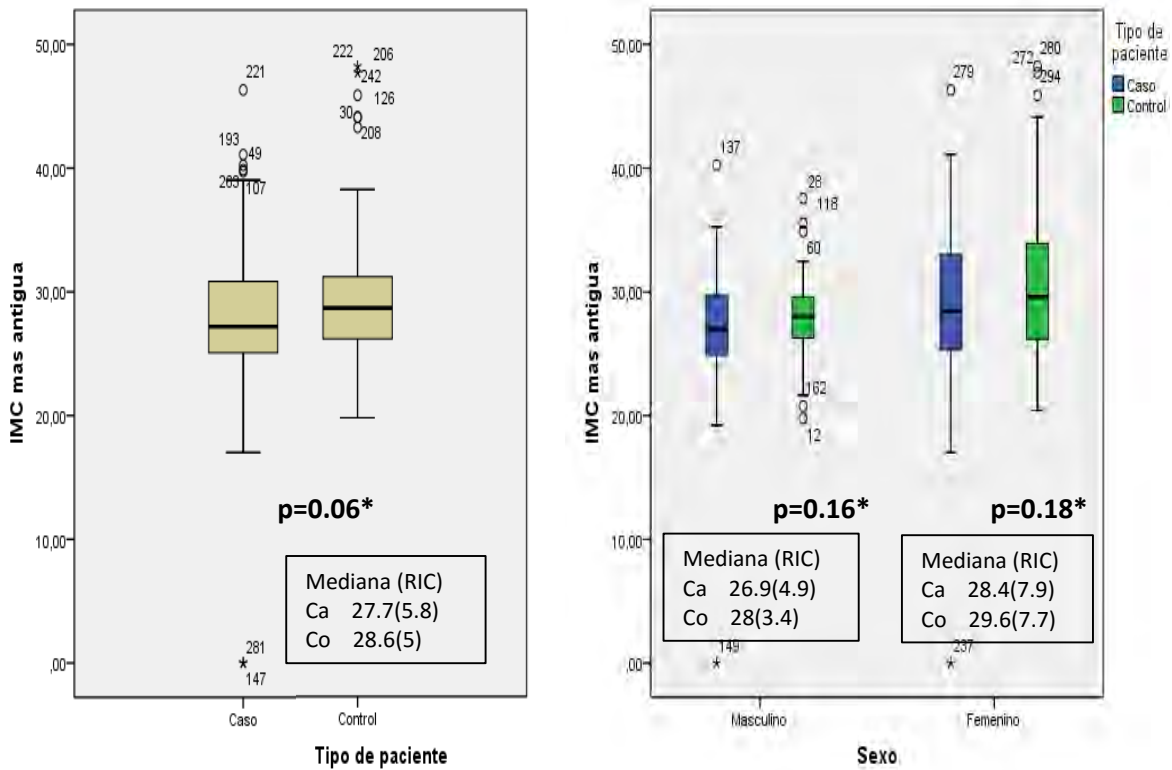 50,00
40,00
30,00
20,00
10,00
,00
IMC mas antigua
221
193
49
263
107
281
147
222
206
242
126
30
208
p=0.06*
Mediana (RIC)
Ca 27.7(5.8)
Co 28.6(5)
Caso
Control
Tipo de paciente
50,00
40,00
30,00
20,00
10,00
,00
IMC mas antigua
137
149
28
118
60
162
12
279
237
272
280
294
p=0.16*
p=0.18*
Mediana (RIC)
Ca 26.9(4.9)
Co 28(3.4)
Mediana (RIC)
Ca 28.4(7.9)
Co 29.6(7.7)
Masculino
Femenino
Sexo
Tipo de
paciente
Caso
Control